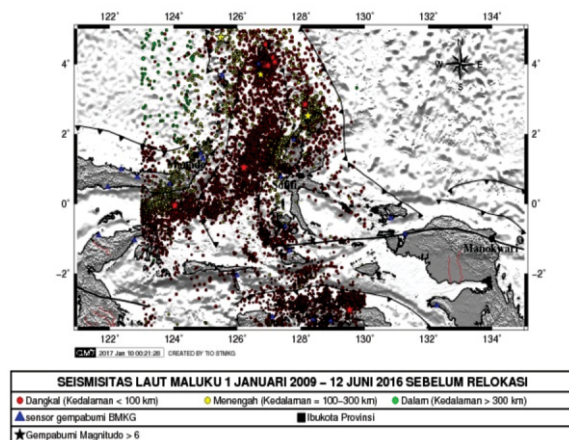 122° 124° 126° 128° 130° 132° 134°
4° 4°
2° 2°
0° 0°
−2° −2°
W E
S
Manokwari
122° 124° 126° 128° 130° 132° 134°
GMT 2017 Jan 10 00:21:28 CREATED BY TIO STMKG
SEISMISITAS LAUT MALUKU 1 JANUARI 2009 – 12 JUNI 2016 SEBELUM RELOKASI
Dangkal (Kedalaman < 100 km) Menengah (Kedalaman = 100–300 km) Dalam (Kedalaman > 300 km)
sensor gempabumi BMKG Ibukota Provinsi
Gempabumi Magnitudo > 6